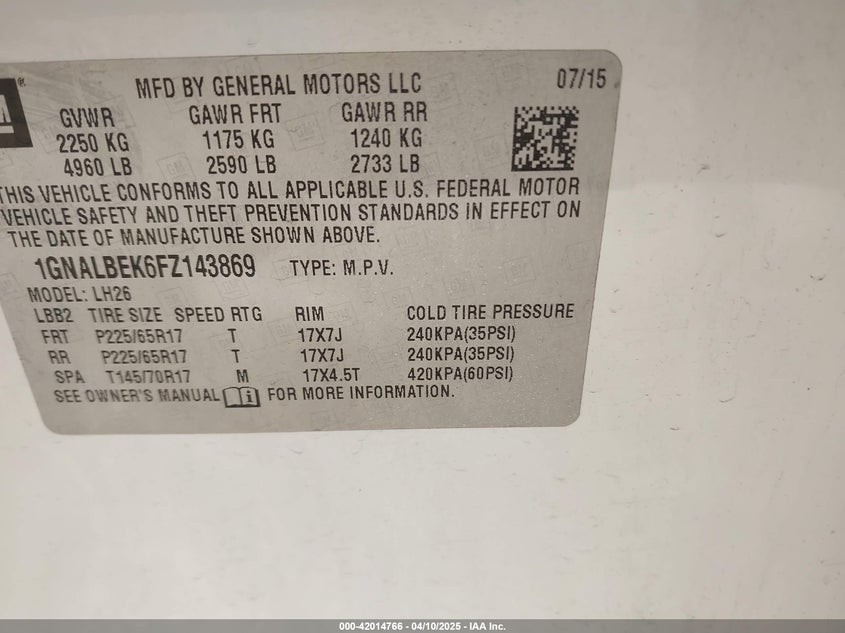 MFD BY GENERAL MOTORS LLC 07/15
GVWR GAWR FRT GAWR RR
2250 KG 1175 KG 1240 KG
4960 LB 2590 LB 2733 LB
THIS VEHICLE CONFORMS TO ALL APPLICABLE U.S. FEDERAL MOTOR
VEHICLE SAFETY AND THEFT PREVENTION STANDARDS IN EFFECT ON
THE DATE OF MANUFACTURE SHOWN ABOVE.
1GNALBEK6FZ143869 TYPE: M.P.V.
MODEL: LH26
LBB2 TIRE SIZE SPEED RTG RIM COLD TIRE PRESSURE
FRT P225/65R17 T 17X7J 240KPA(35PSI)
RR P225/65R17 T 17X7J 240KPA(35PSI)
SPA T145/70R17 M 17X4.5T 420KPA(60PSI)
SEE OWNER'S MANUAL FOR MORE INFORMATION.
000-42014766 - 04/10/2025 - IAA Inc.